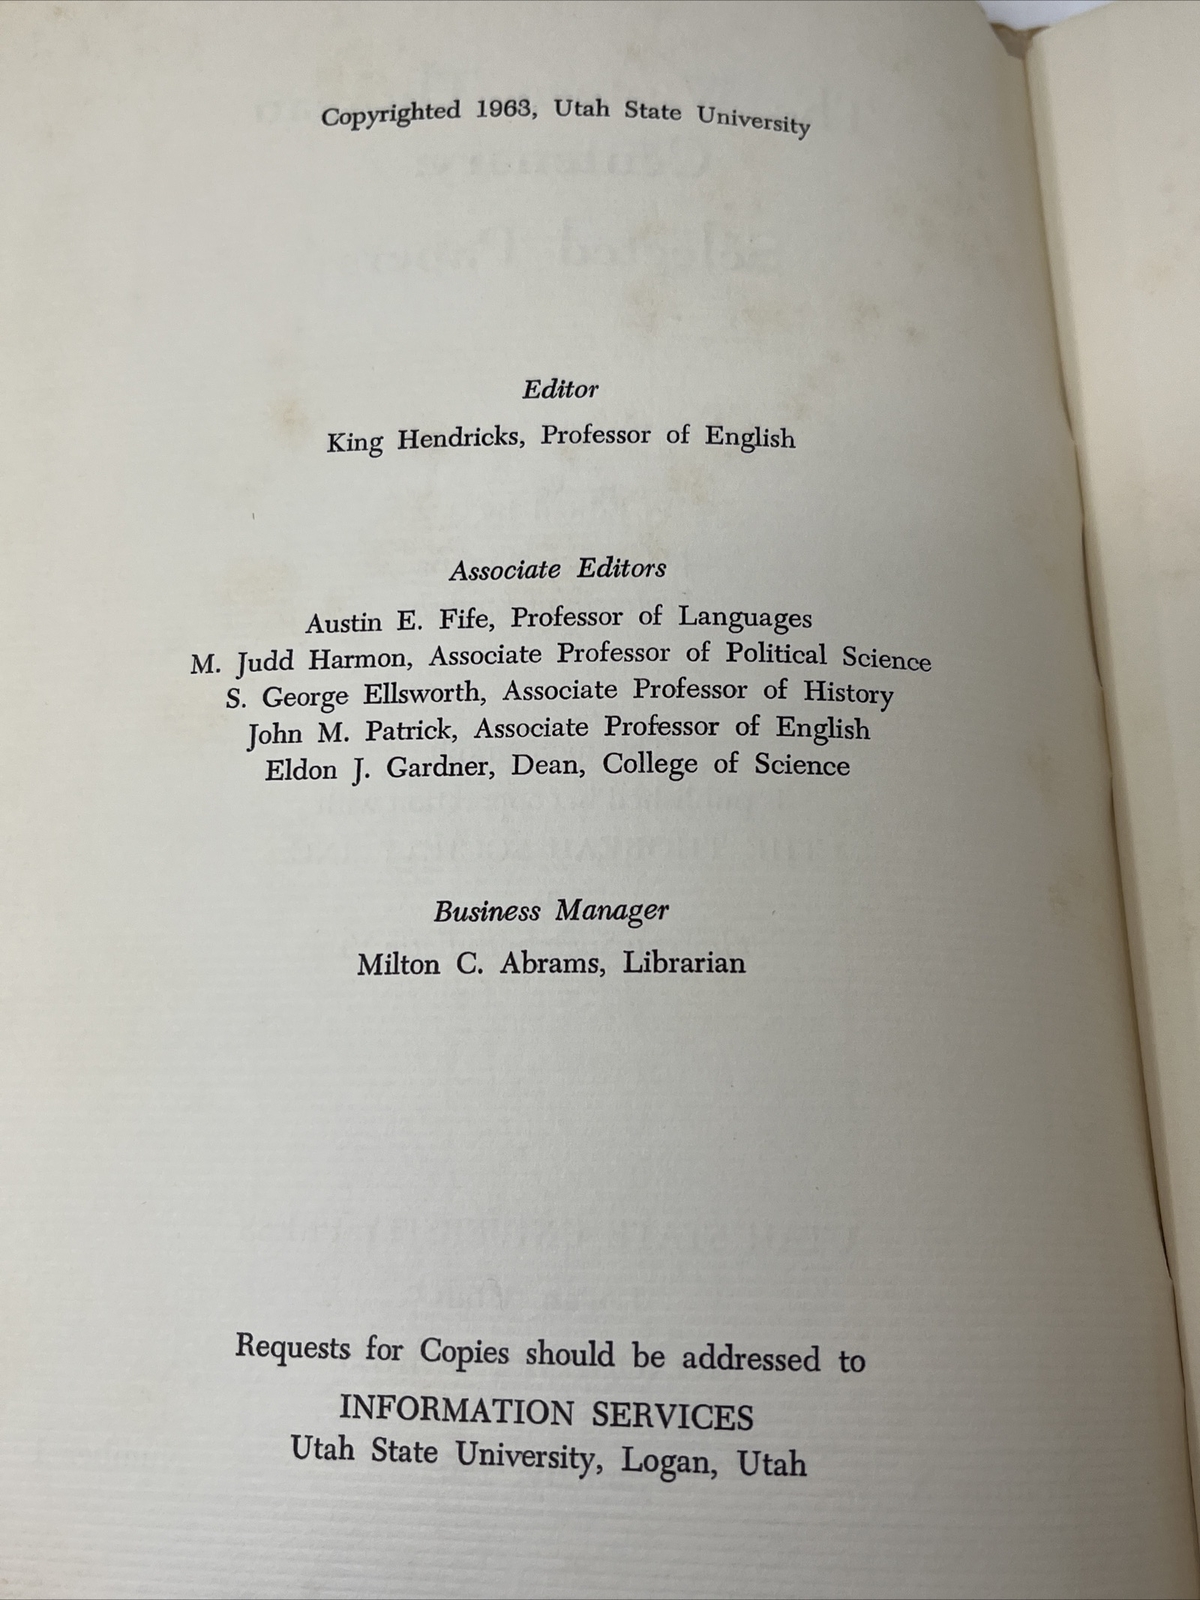 Copyrighted 1963, Utah State University
Editor
King Hendricks, Professor of English
Associate Editors
Austin E. Fife, Professor of Languages
M. Judd Harmon, Associate Professor of Political Science
S. George Ellsworth, Associate Professor of History
John M. Patrick, Associate Professor of English
Eldon J. Gardner, Dean, College of Science
Business Manager
Milton C. Abrams, Librarian
Requests for Copies should be addressed to
INFORMATION SERVICES
Utah State University, Logan, Utah